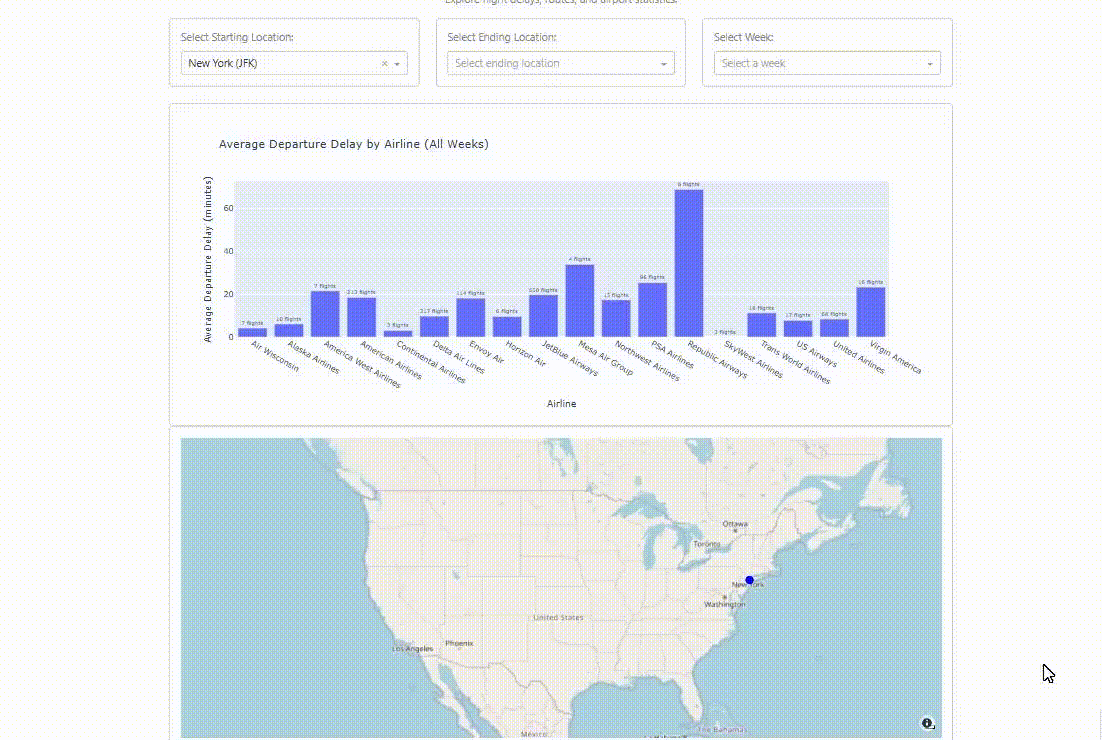 Explore flight delays, routes, and airport statistics.
Select Starting Location:
New York (JFK)
×
Select Ending Location:
Select ending location
Select Week:
Select a week
Average Departure Delay by Airline (All Weeks)
Average Departure Delay (minutes)
60
40
20
0
7 flights
10 flights
7 flights
213 flights
3 flights
317 flights
114 flights
6 flights
650 flights
4 flights
15 flights
96 flights
6 flights
3 flights
16 flights
17 flights
68 flights
16 flights
Air Wisconsin
Alaska Airlines
America West Airlines
American Airlines
Continental Airlines
Delta Air Lines
Envoy Air
Horizon Air
JetBlue Airways
Mesa Air Group
Northwest Airlines
PSA Airlines
Republic Airways
SkyWest Airlines
Trans World Airlines
US Airways
United Airlines
Virgin America
Airline
Ottawa
Toronto
New York
Washington
United States
Phoenix
Los Angeles
The Bahamas
La Habana
México